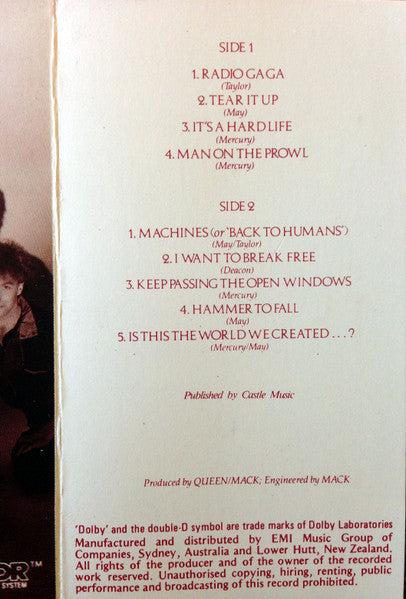 SIDE 1
1. RADIO GA GA
(Taylor)
2. TEAR IT UP
(May)
3. IT'S A HARD LIFE
(Mercury)
4. MAN ON THE PROWL
(Mercury)
SIDE 2
1. MACHINES (or 'BACK TO HUMANS')
(May/Taylor)
2. I WANT TO BREAK FREE
(Deacon)
3. KEEP PASSING THE OPEN WINDOWS
(Mercury)
4. HAMMER TO FALL
(May)
5. IS THIS THE WORLD WE CREATED...?
(Mercury/May)
Published by Castle Music
Produced by QUEEN/MACK; Engineered by MACK
'Dolby' and the double-D symbol are trade marks of Dolby Laboratories
Manufactured and distributed by EMI Music Group of
Companies, Sydney, Australia and Lower Hutt, New Zealand.
All rights of the producer and of the owner of the recorded
work reserved. Unauthorised copying, hiring, renting, public
performance and broadcasting of this record prohibited.
TM
SYSTEM